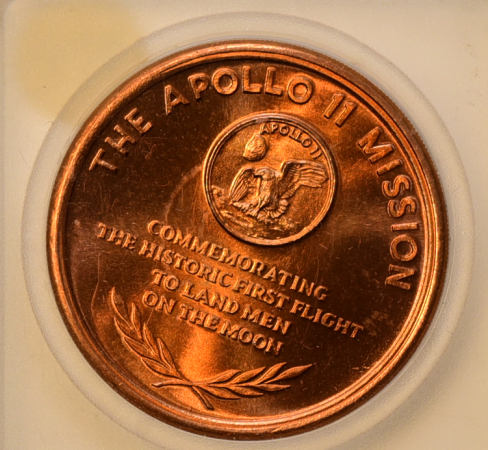 THE APOLLO 11 MISSION
APOLLO 11
COMMEMORATING
THE HISTORIC FIRST FLIGHT
TO LAND MEN
ON THE MOON